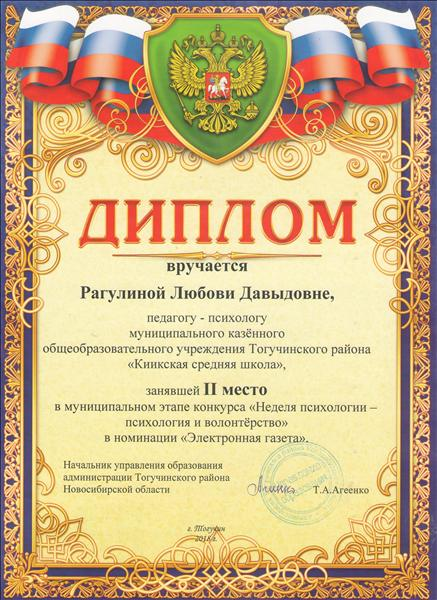 ДИПЛОМ
вручается
Рагулиной Любови Давыдовне,
педагогу - психологу
муниципального казённого
общеобразовательного учреждения Тогучинского района
«Киикская средняя школа»,
занявшей II место
в муниципальном этапе конкурса «Неделя психологии –
психология и волонтёрство»
в номинации «Электронная газета».
Начальник управления образования
администрации Тогучинского района
Новосибирской области
Т.А.Агеенко
г. Тогучин
2018 г.